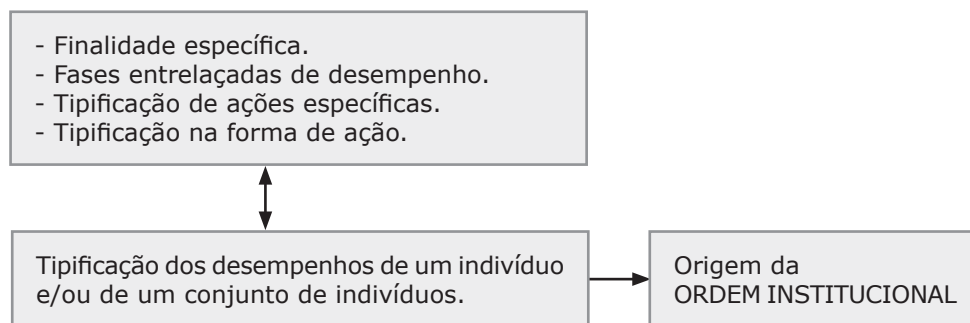 - Finalidade específica.
- Fases entrelaçadas de desempenho.
- Tipificação de ações específicas.
- Tipificação na forma de ação.
Tipificação dos desempenhos de um indivíduo
e/ou de um conjunto de indivíduos.
Origem da
ORDEM INSTITUCIONAL